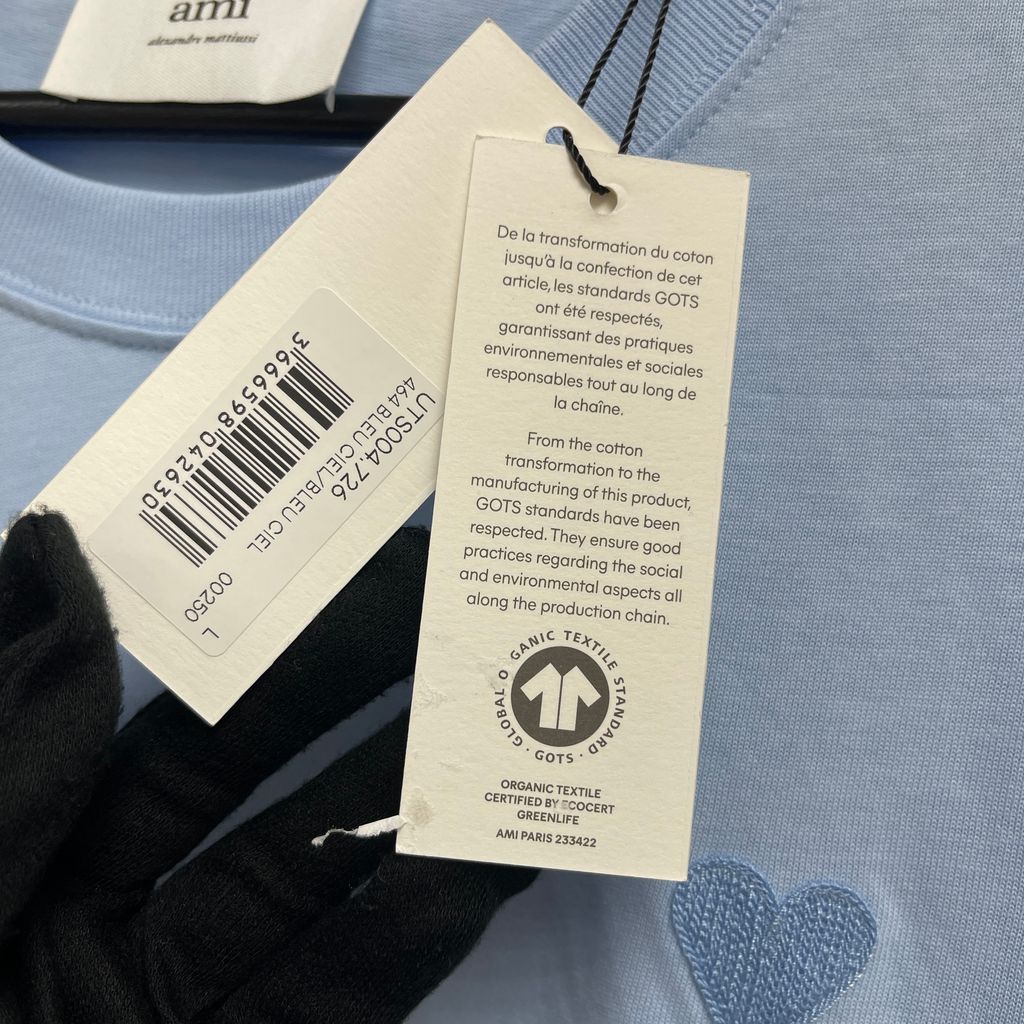 ami
alexandre mattiussi
3 666598 042630
UTS004.726
464 BLEU CIEL/BLEU CIEL
00250
L
De la transformation du coton
jusqu'à la confection de cet
article, les standards GOTS
ont été respectés,
garantissant des pratiques
environnementales et sociales
responsables tout au long de
la chaîne.
From the cotton
transformation to the
manufacturing of this product,
GOTS standards have been
respected. They ensure good
practices regarding the social
and environmental aspects all
along the production chain.
GLOBAL O GANIC TEXTILE STANDARD
· GOTS ·
ORGANIC TEXTILE
CERTIFIED BY ECOCERT
GREENLIFE
AMI PARIS 233422